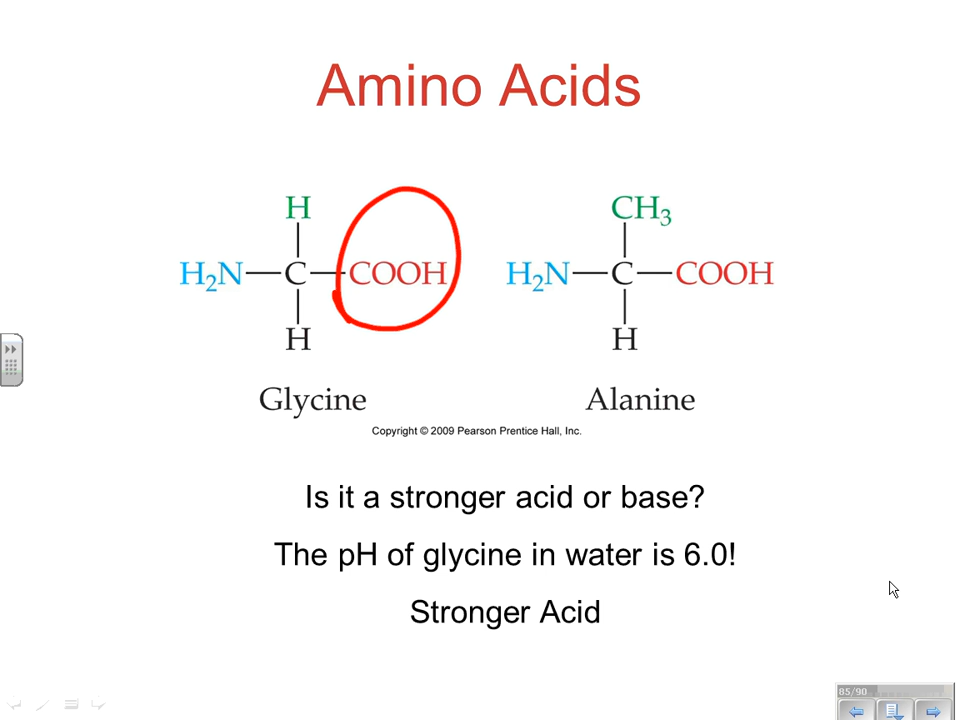 Amino Acids
H CH₃
H₂N—C—COOH H₂N—C—COOH
H H
Glycine Alanine
Copyright © 2009 Pearson Prentice Hall, Inc.
Is it a stronger acid or base?
The pH of glycine in water is 6.0!
Stronger Acid
85/90